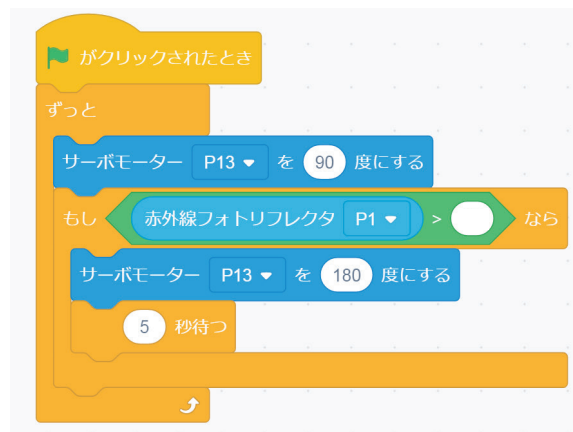 がクリックされたとき
ずっと
サーボモーター P13 を 90 度にする
もし 赤外線フォトリフレクタ P1 > なら
サーボモーター P13 を 180 度にする
5 秒待つ